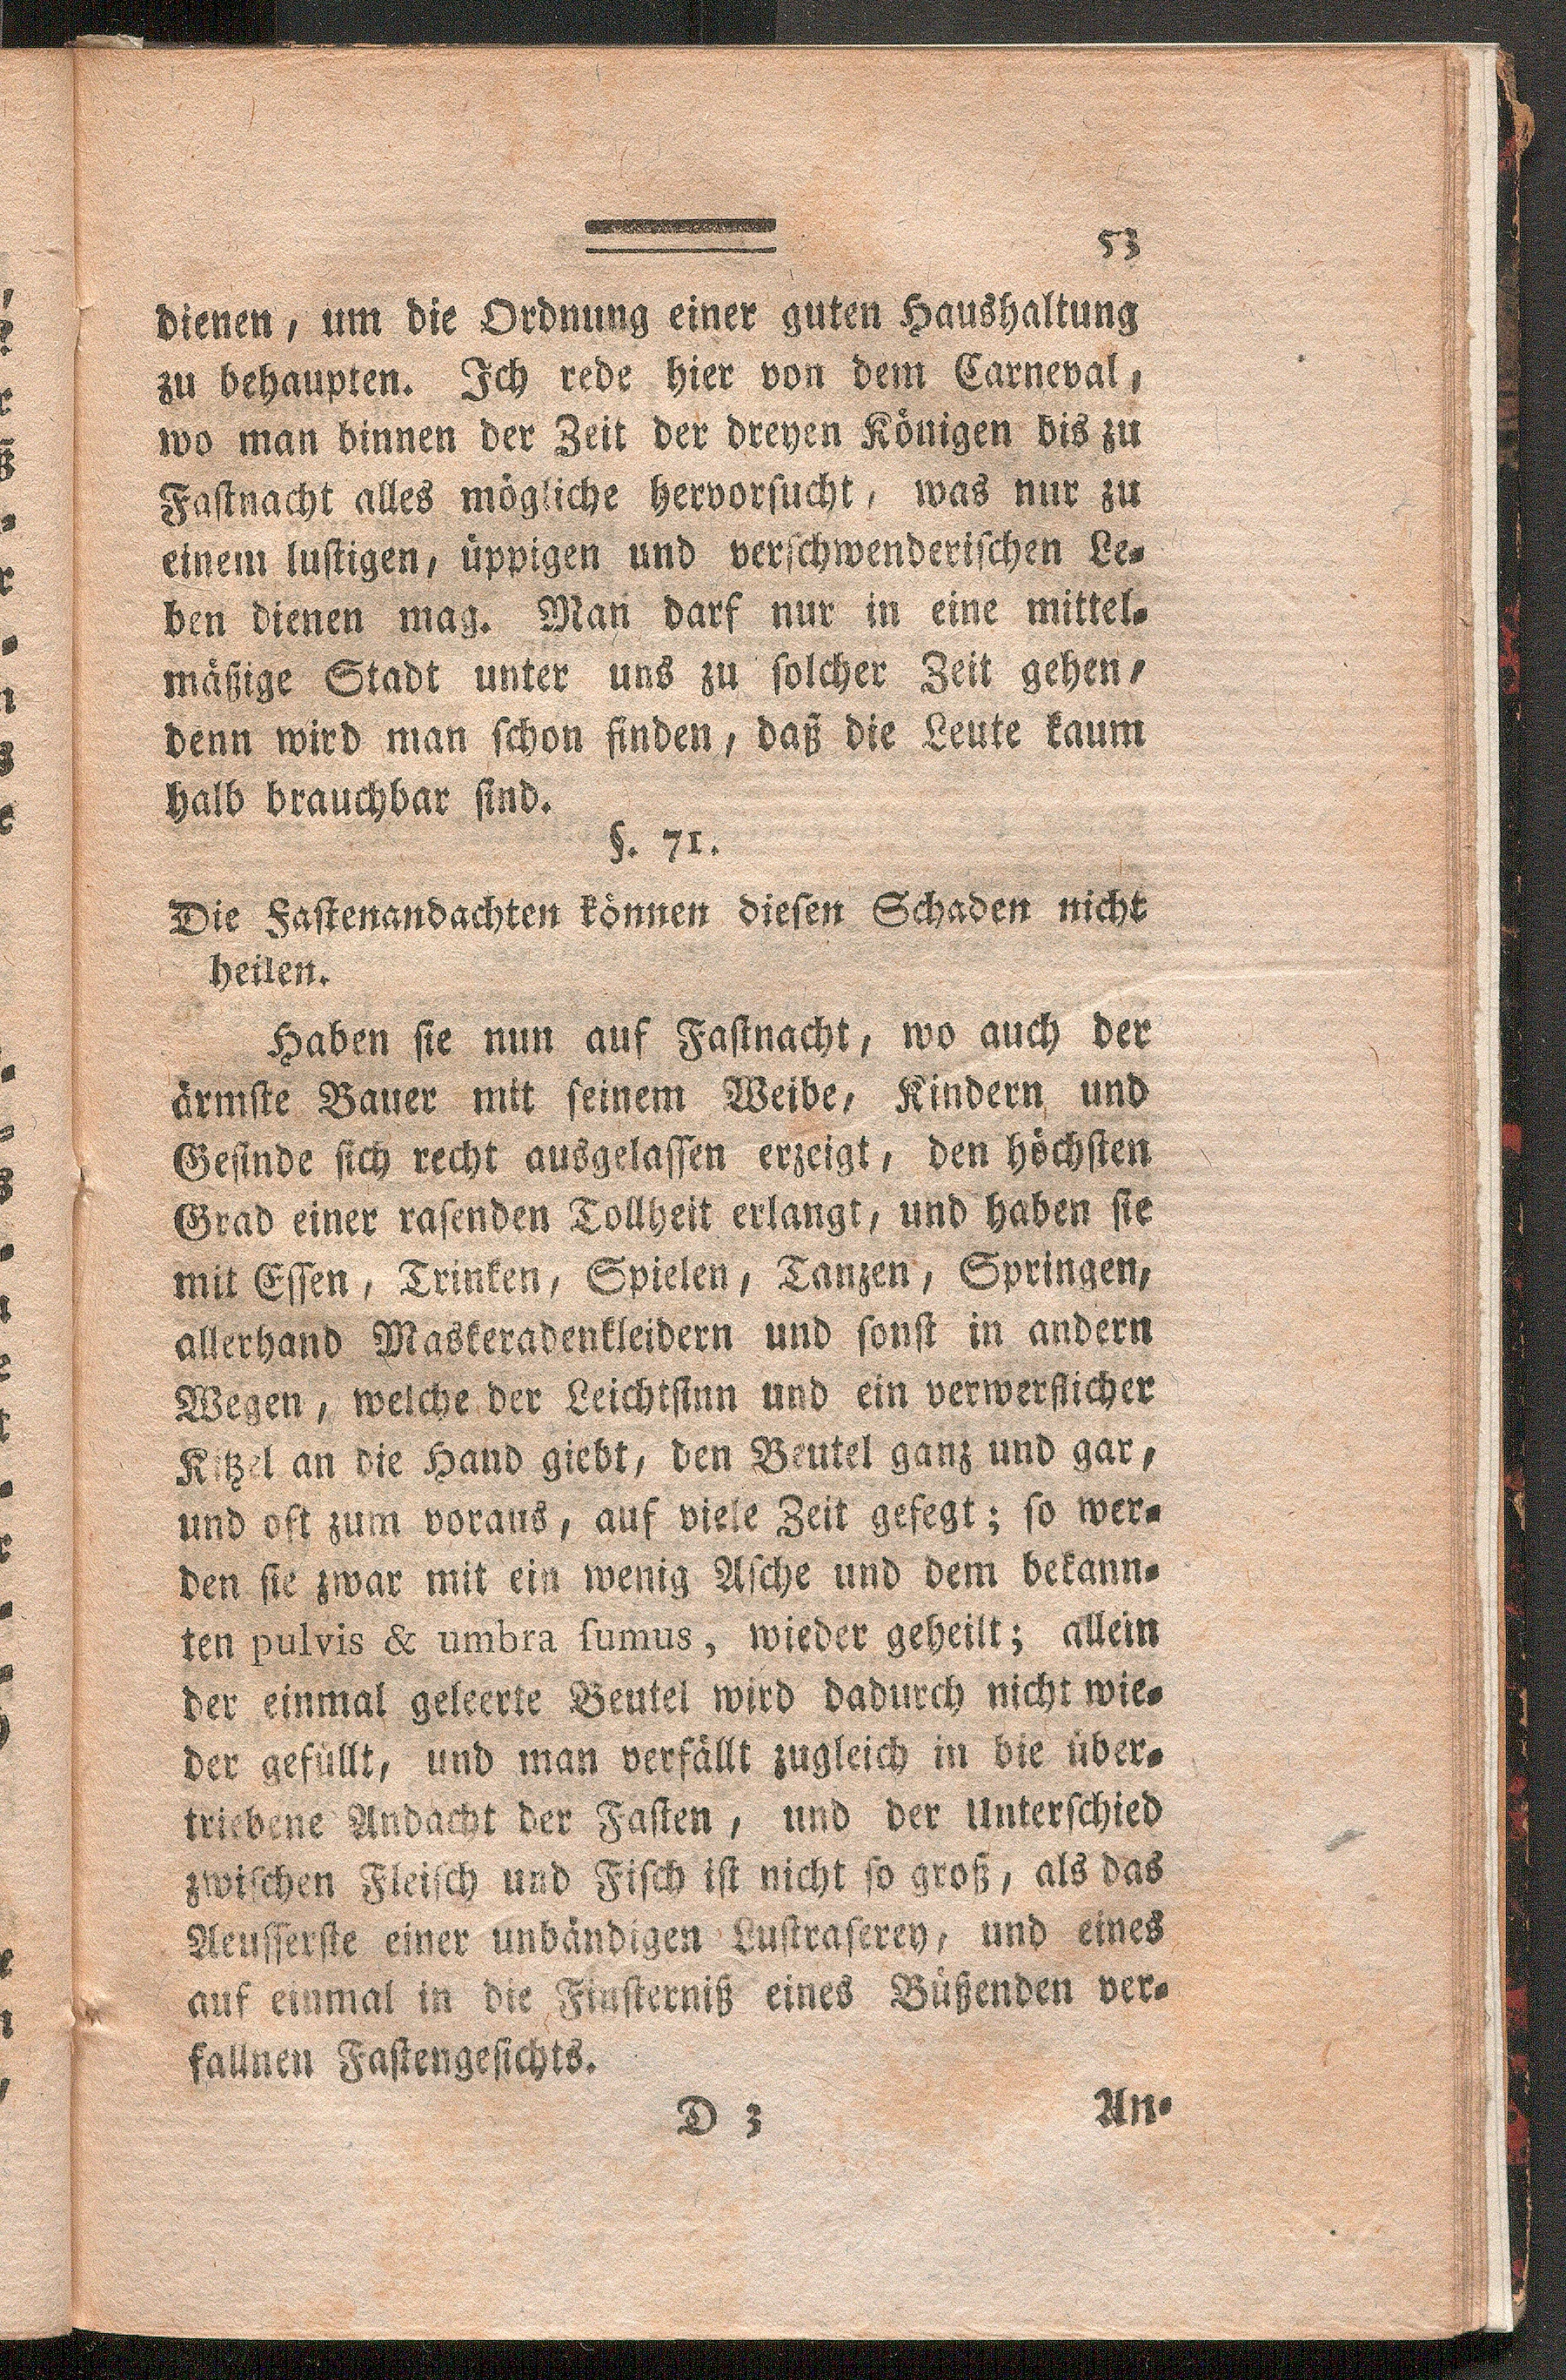 53
dienen, um die Ordnung einer guten Haushaltung
zu behaupten. Ich rede hier von dem Carneval,
wo man binnen der Zeit der dreyen Königen bis zu
Fastnacht alles mögliche hervorsucht, was nur zu
einem lustigen, üppigen und verschwenderischen Le-
ben dienen mag. Man darf nur in eine mittel-
mäßige Stadt unter uns zu solcher Zeit gehen,
denn wird man schon finden, daß die Leute kaum
halb brauchbar sind.
§. 71.
Die Fastenandachten können diesen Schaden nicht
heilen.
Haben sie nun auf Fastnacht, wo auch der
ärmste Bauer mit seinem Weibe, Kindern und
Gesinde sich recht ausgelassen erzeigt, den höchsten
Grad einer rasenden Tollheit erlangt, und haben sie
mit Essen, Trinken, Spielen, Tanzen, Springen,
allerhand Maskeradenkleidern und sonst in andern
Wegen, welche der Leichtsinn und ein verwerflicher
Kitzel an die Hand giebt, den Beutel ganz und gar,
und oft zum voraus, auf viele Zeit gefegt; so wer-
den sie zwar mit ein wenig Asche und dem bekann-
ten pulvis & umbra sumus, wieder geheilt; allein
der einmal geleerte Beutel wird dadurch nicht wie-
der gefüllt, und man verfällt zugleich in die über-
triebene Andacht der Fasten, und der Unterschied
zwischen Fleisch und Fisch ist nicht so groß, als das
Aeusserste einer unbändigen Lustraserey, und eines
auf einmal in die Finsterniß eines Büßenden ver-
fallnen Fastengesichts.
D 3 An-